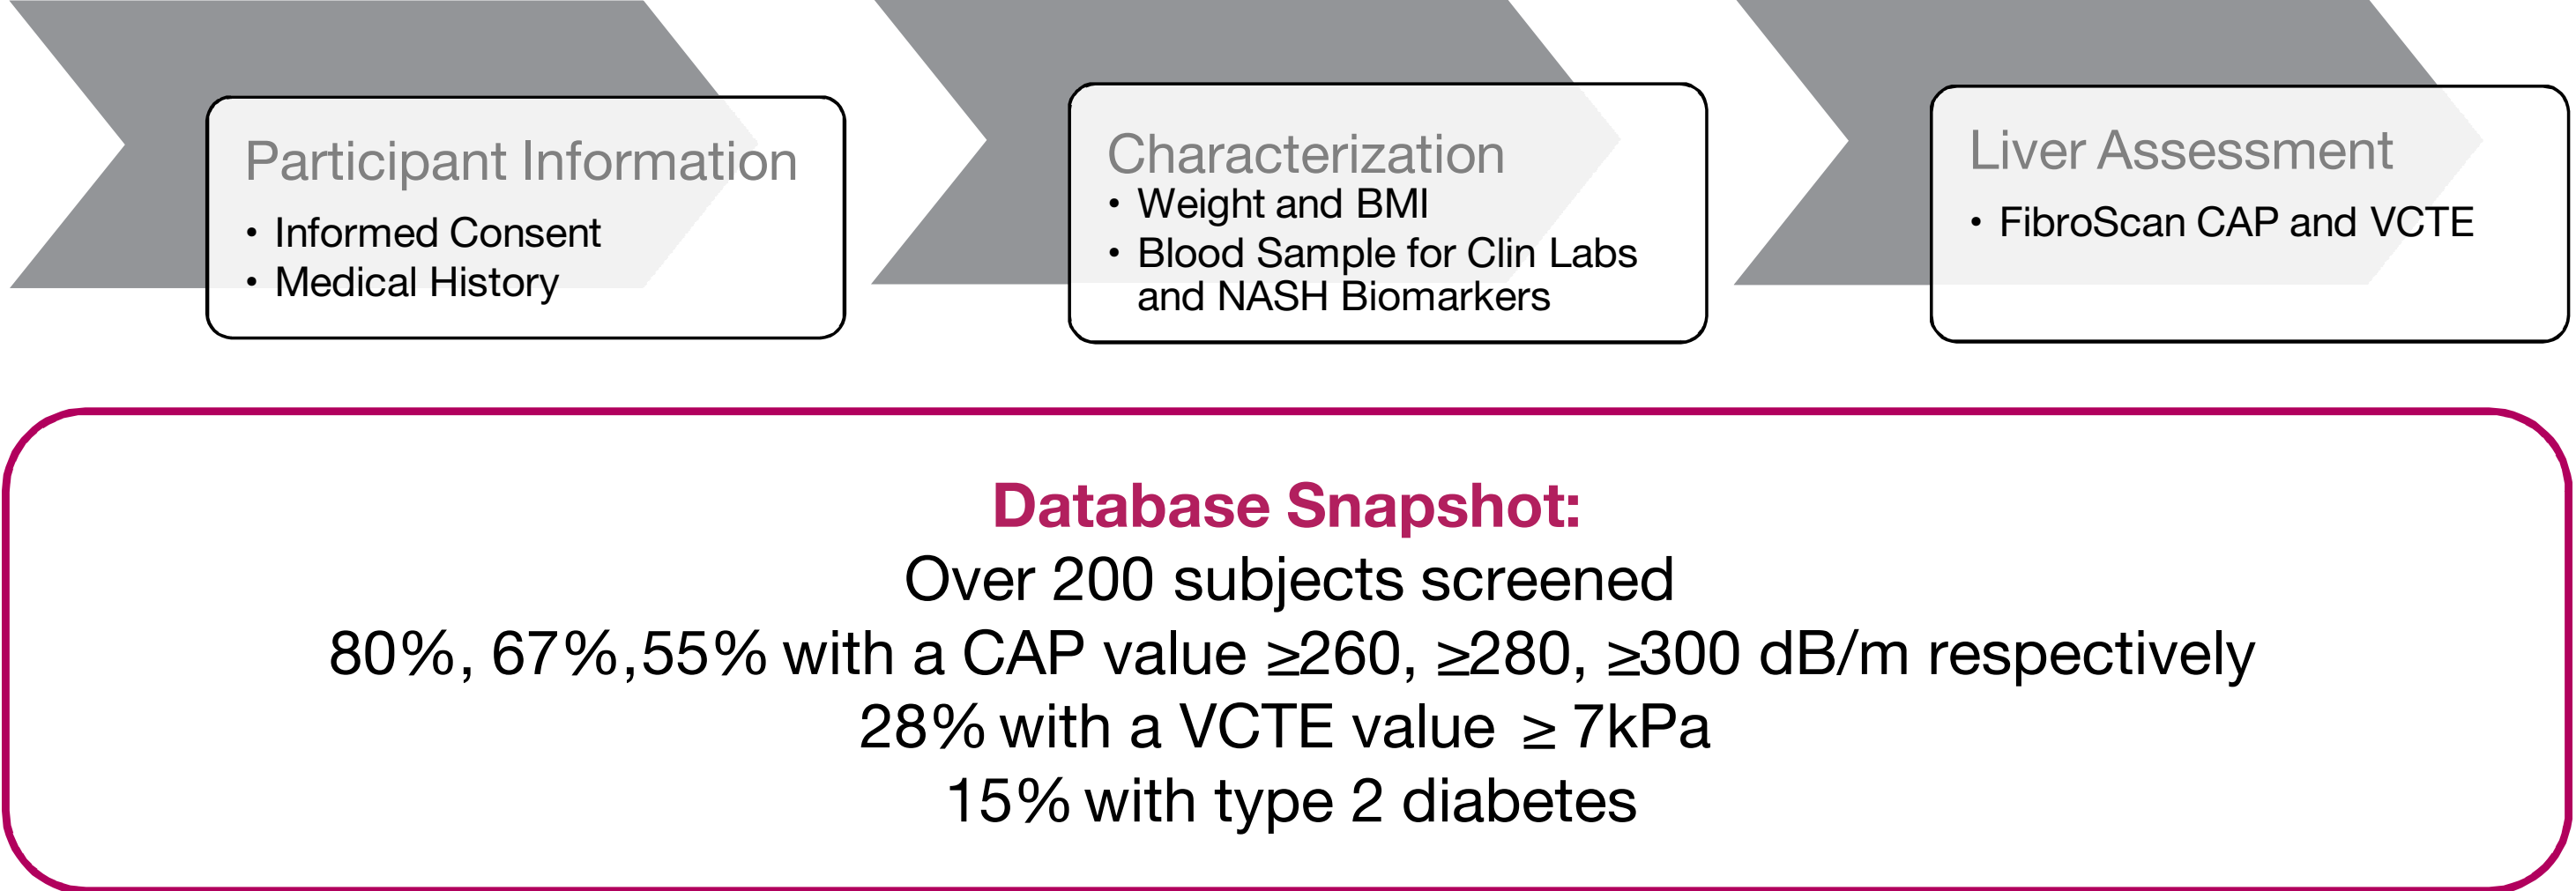 Participant Information
• Informed Consent
• Medical History
Characterization
• Weight and BMI
• Blood Sample for Clin Labs
and NASH Biomarkers
Liver Assessment
• FibroScan CAP and VCTE
Database Snapshot:
Over 200 subjects screened
80%, 67%,55% with a CAP value ≥260, ≥280, ≥300 dB/m respectively
28% with a VCTE value ≥ 7kPa
15% with type 2 diabetes